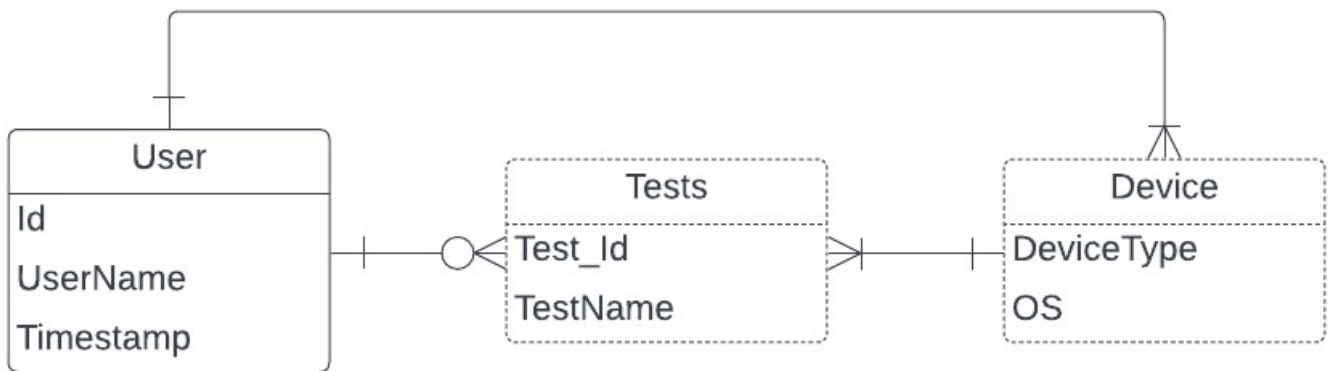 User
Id
UserName
Timestamp
Tests
Test_Id
TestName
Device
DeviceType
OS